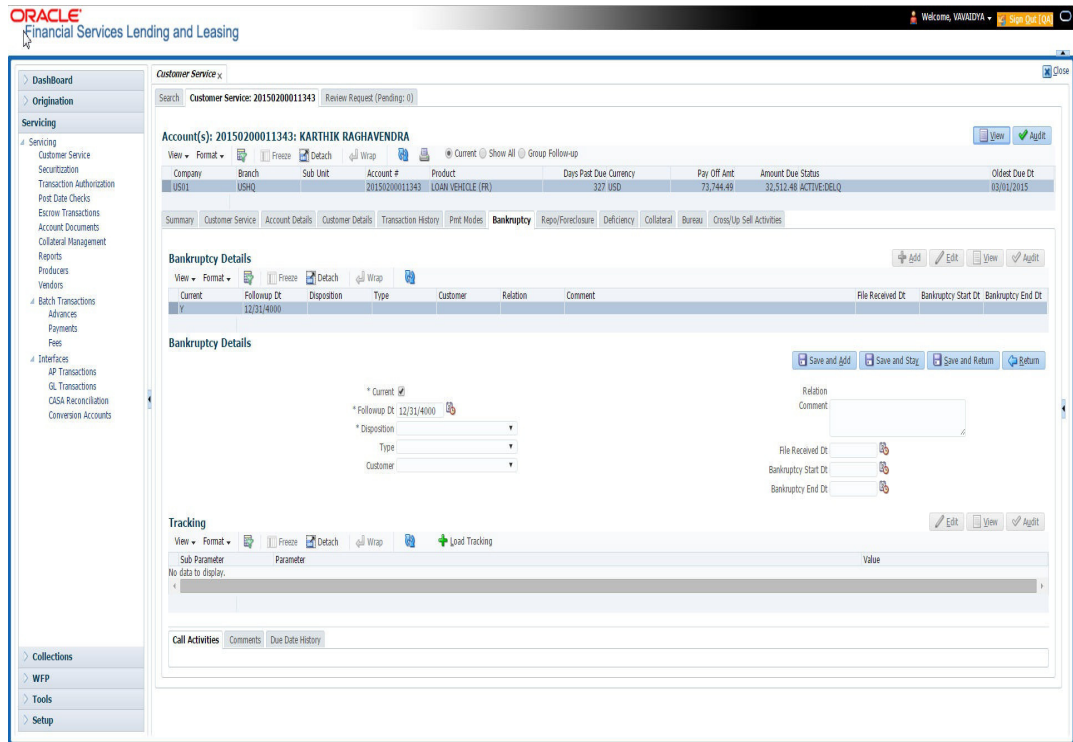 ORACLE'
Financial Services Lending and Leasing
Welcome, VAVAIDYA
Sign Out [QA]
Close
DashBoard
Origination
Servicing
Servicing
Customer Service
Securitization
Transaction Authorization
Post Date Checks
Escrow Transactions
Account Documents
Collateral Management
Reports
Producers
Vendors
Batch Transactions
Advances
Payments
Fees
Interfaces
AP Transactions
GL Transactions
CASA Reconciliation
Conversion Accounts
Collections
WFP
Tools
Setup
Customer Service x
Search Customer Service: 20150200011343 Review Request (Pending: 0)
Account(s): 20150200011343: KARTHIK RAGHAVENDRA
View Audit
View Format Freeze Detach Wrap Current Show All Group Follow-up
Company Branch Sub Unit Account # Product Days Past Due Currency Pay Off Amt Amount Due Status Oldest Due Dt
US01 USHQ 20150200011343 LOAN VEHICLE (FR) 327 USD 73,744.49 32,512.48 ACTIVE:DELQ 03/01/2015
Summary Customer Service Account Details Customer Details Transaction History Pmt Modes Bankruptcy Repo/Foreclosure Deficiency Collateral Bureau Cross/Up Sell Activities
Bankruptcy Details
Add Edit View Audit
View Format Freeze Detach Wrap
Current Followup Dt Disposition Type Customer Relation Comment File Received Dt Bankruptcy Start Dt Bankruptcy End Dt
Y 12/31/4000
Bankruptcy Details
Save and Add Save and Stay Save and Return Return
* Current
* Followup Dt 12/31/4000
* Disposition
Type
Customer
Relation
Comment
File Received Dt
Bankruptcy Start Dt
Bankruptcy End Dt
Tracking
Edit View Audit
View Format Freeze Detach Wrap Load Tracking
Sub Parameter Parameter Value
No data to display.
Call Activities Comments Due Date History